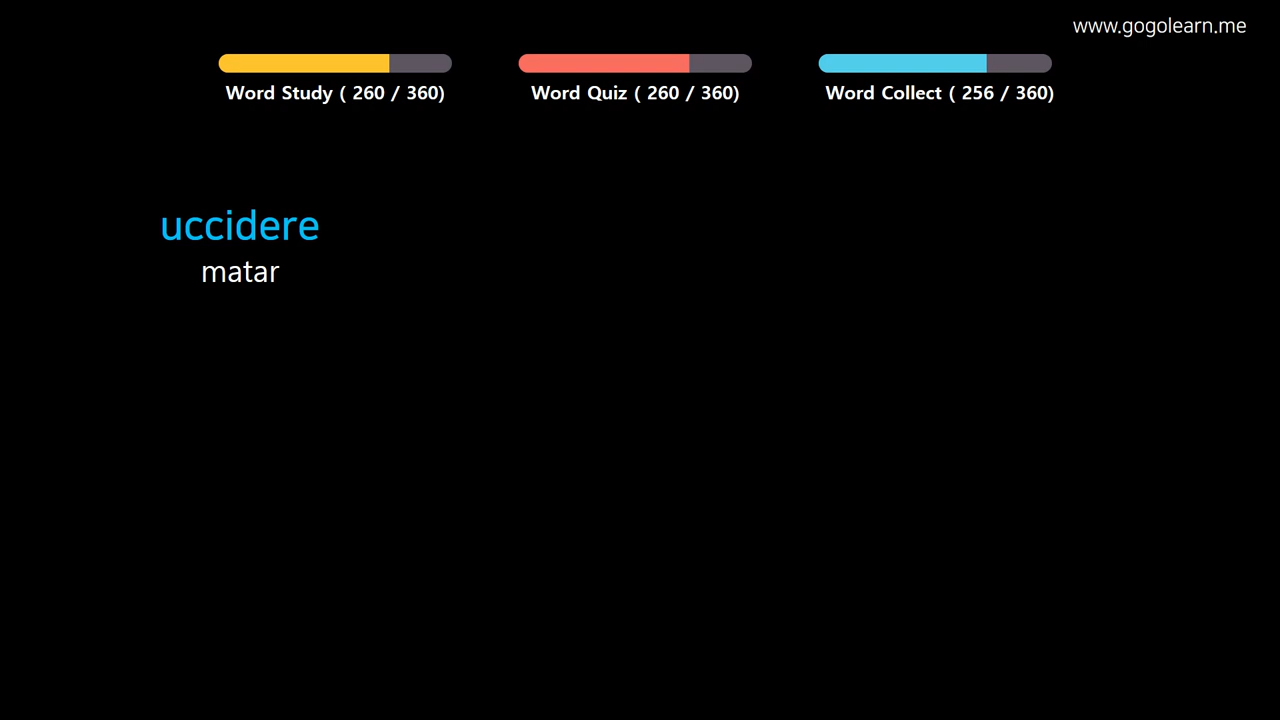 www.gogolearn.me
Word Study ( 260 / 360)
Word Quiz ( 260 / 360)
Word Collect ( 256 / 360)
uccidere
matar